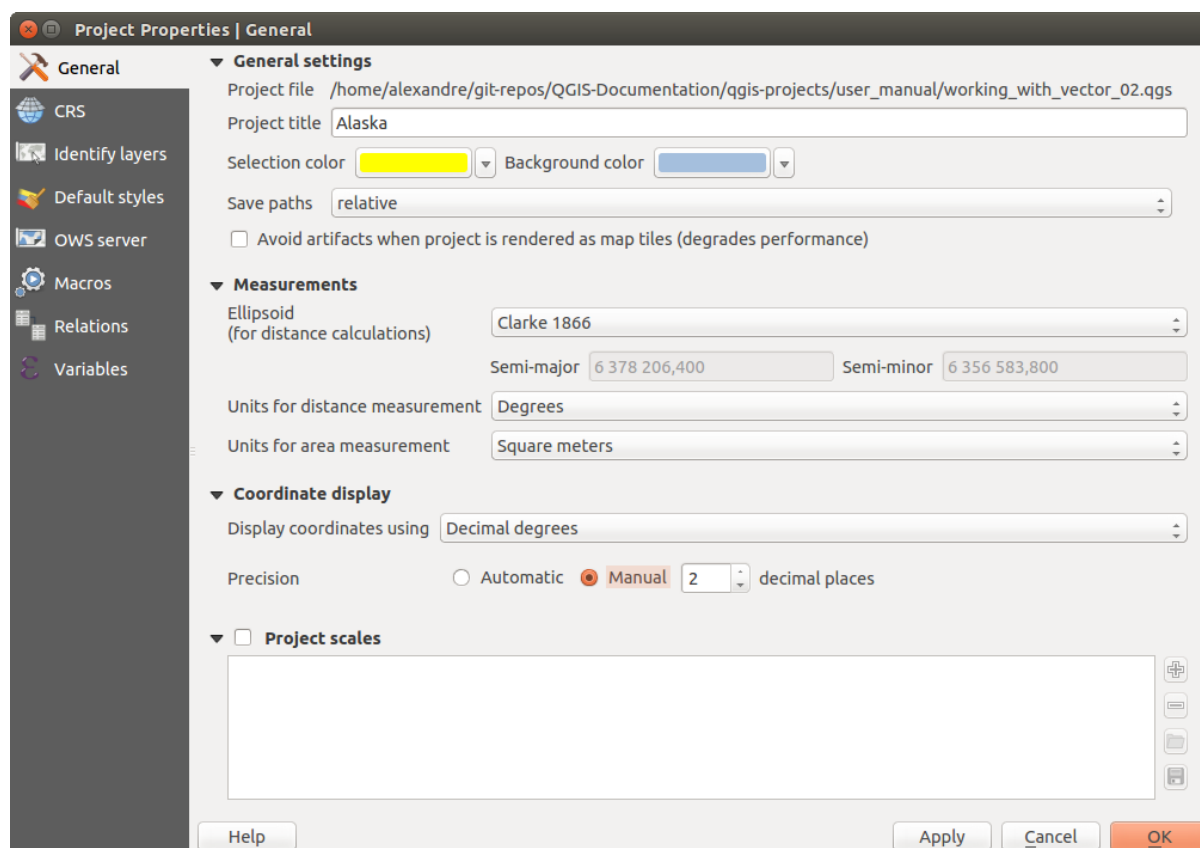 Project Properties | General
General
CRS
Identify layers
Default styles
OWS server
Macros
Relations
Variables
General settings
Project file /home/alexandre/git-repos/QGIS-Documentation/qgis-projects/user_manual/working_with_vector_02.qgs
Project title Alaska
Selection color Background color
Save paths relative
Avoid artifacts when project is rendered as map tiles (degrades performance)
Measurements
Ellipsoid
(for distance calculations) Clarke 1866
Semi-major 6 378 206,400 Semi-minor 6 356 583,800
Units for distance measurement Degrees
Units for area measurement Square meters
Coordinate display
Display coordinates using Decimal degrees
Precision Automatic Manual 2 decimal places
Project scales
Help Apply Cancel OK